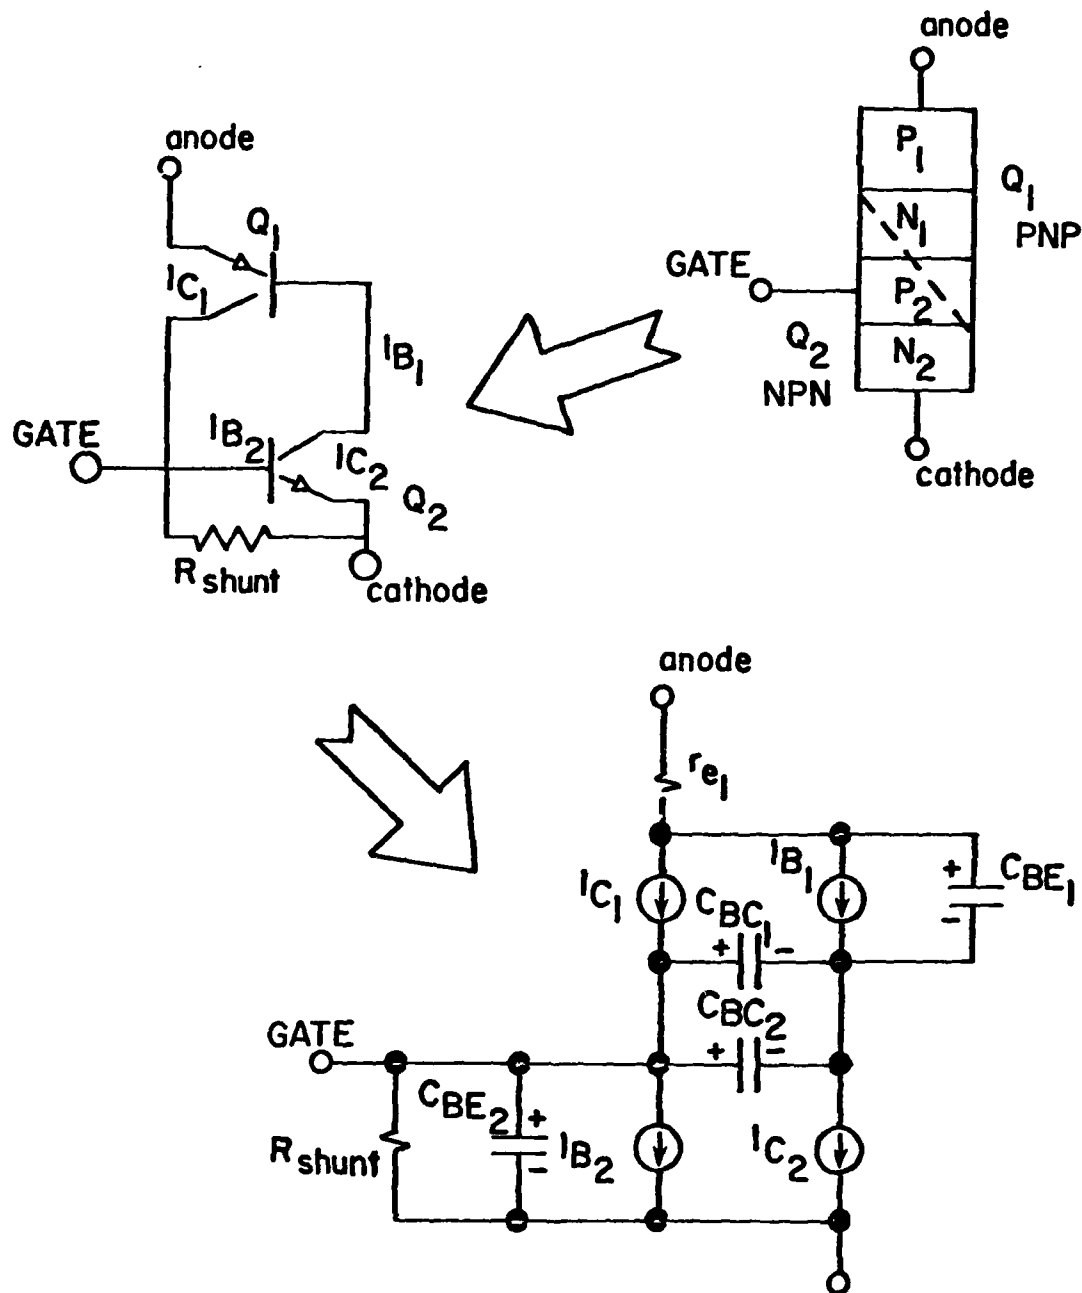 anode
P1
N1
P2
N2
Q1
PNP
GATE
Q2
NPN
cathode
anode
Q1
IC1
IB1
GATE
IB2
IC2
Q2
Rshunt
cathode
anode
re1
IC1
IB1
CBE1
+
-
CBC1
+ -
CBC2
+ -
GATE
CBE2
+
-
Rshunt
IB2
IC2